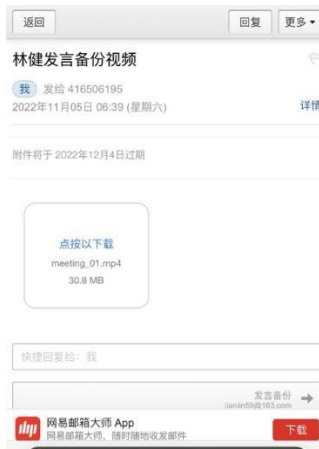 返回 回复 更多
林健发言备份视频
我 发给 416506195
2022年11月05日 06:39 (星期六) 详情
附件将于 2022年12月4日过期
点按以下载
meeting_01.mp4
30.8 MB
快捷回复给：我
发言备份
jianlin55@163.com
网易邮箱大师 App
网易邮箱大师，随时随地收发邮件
下载